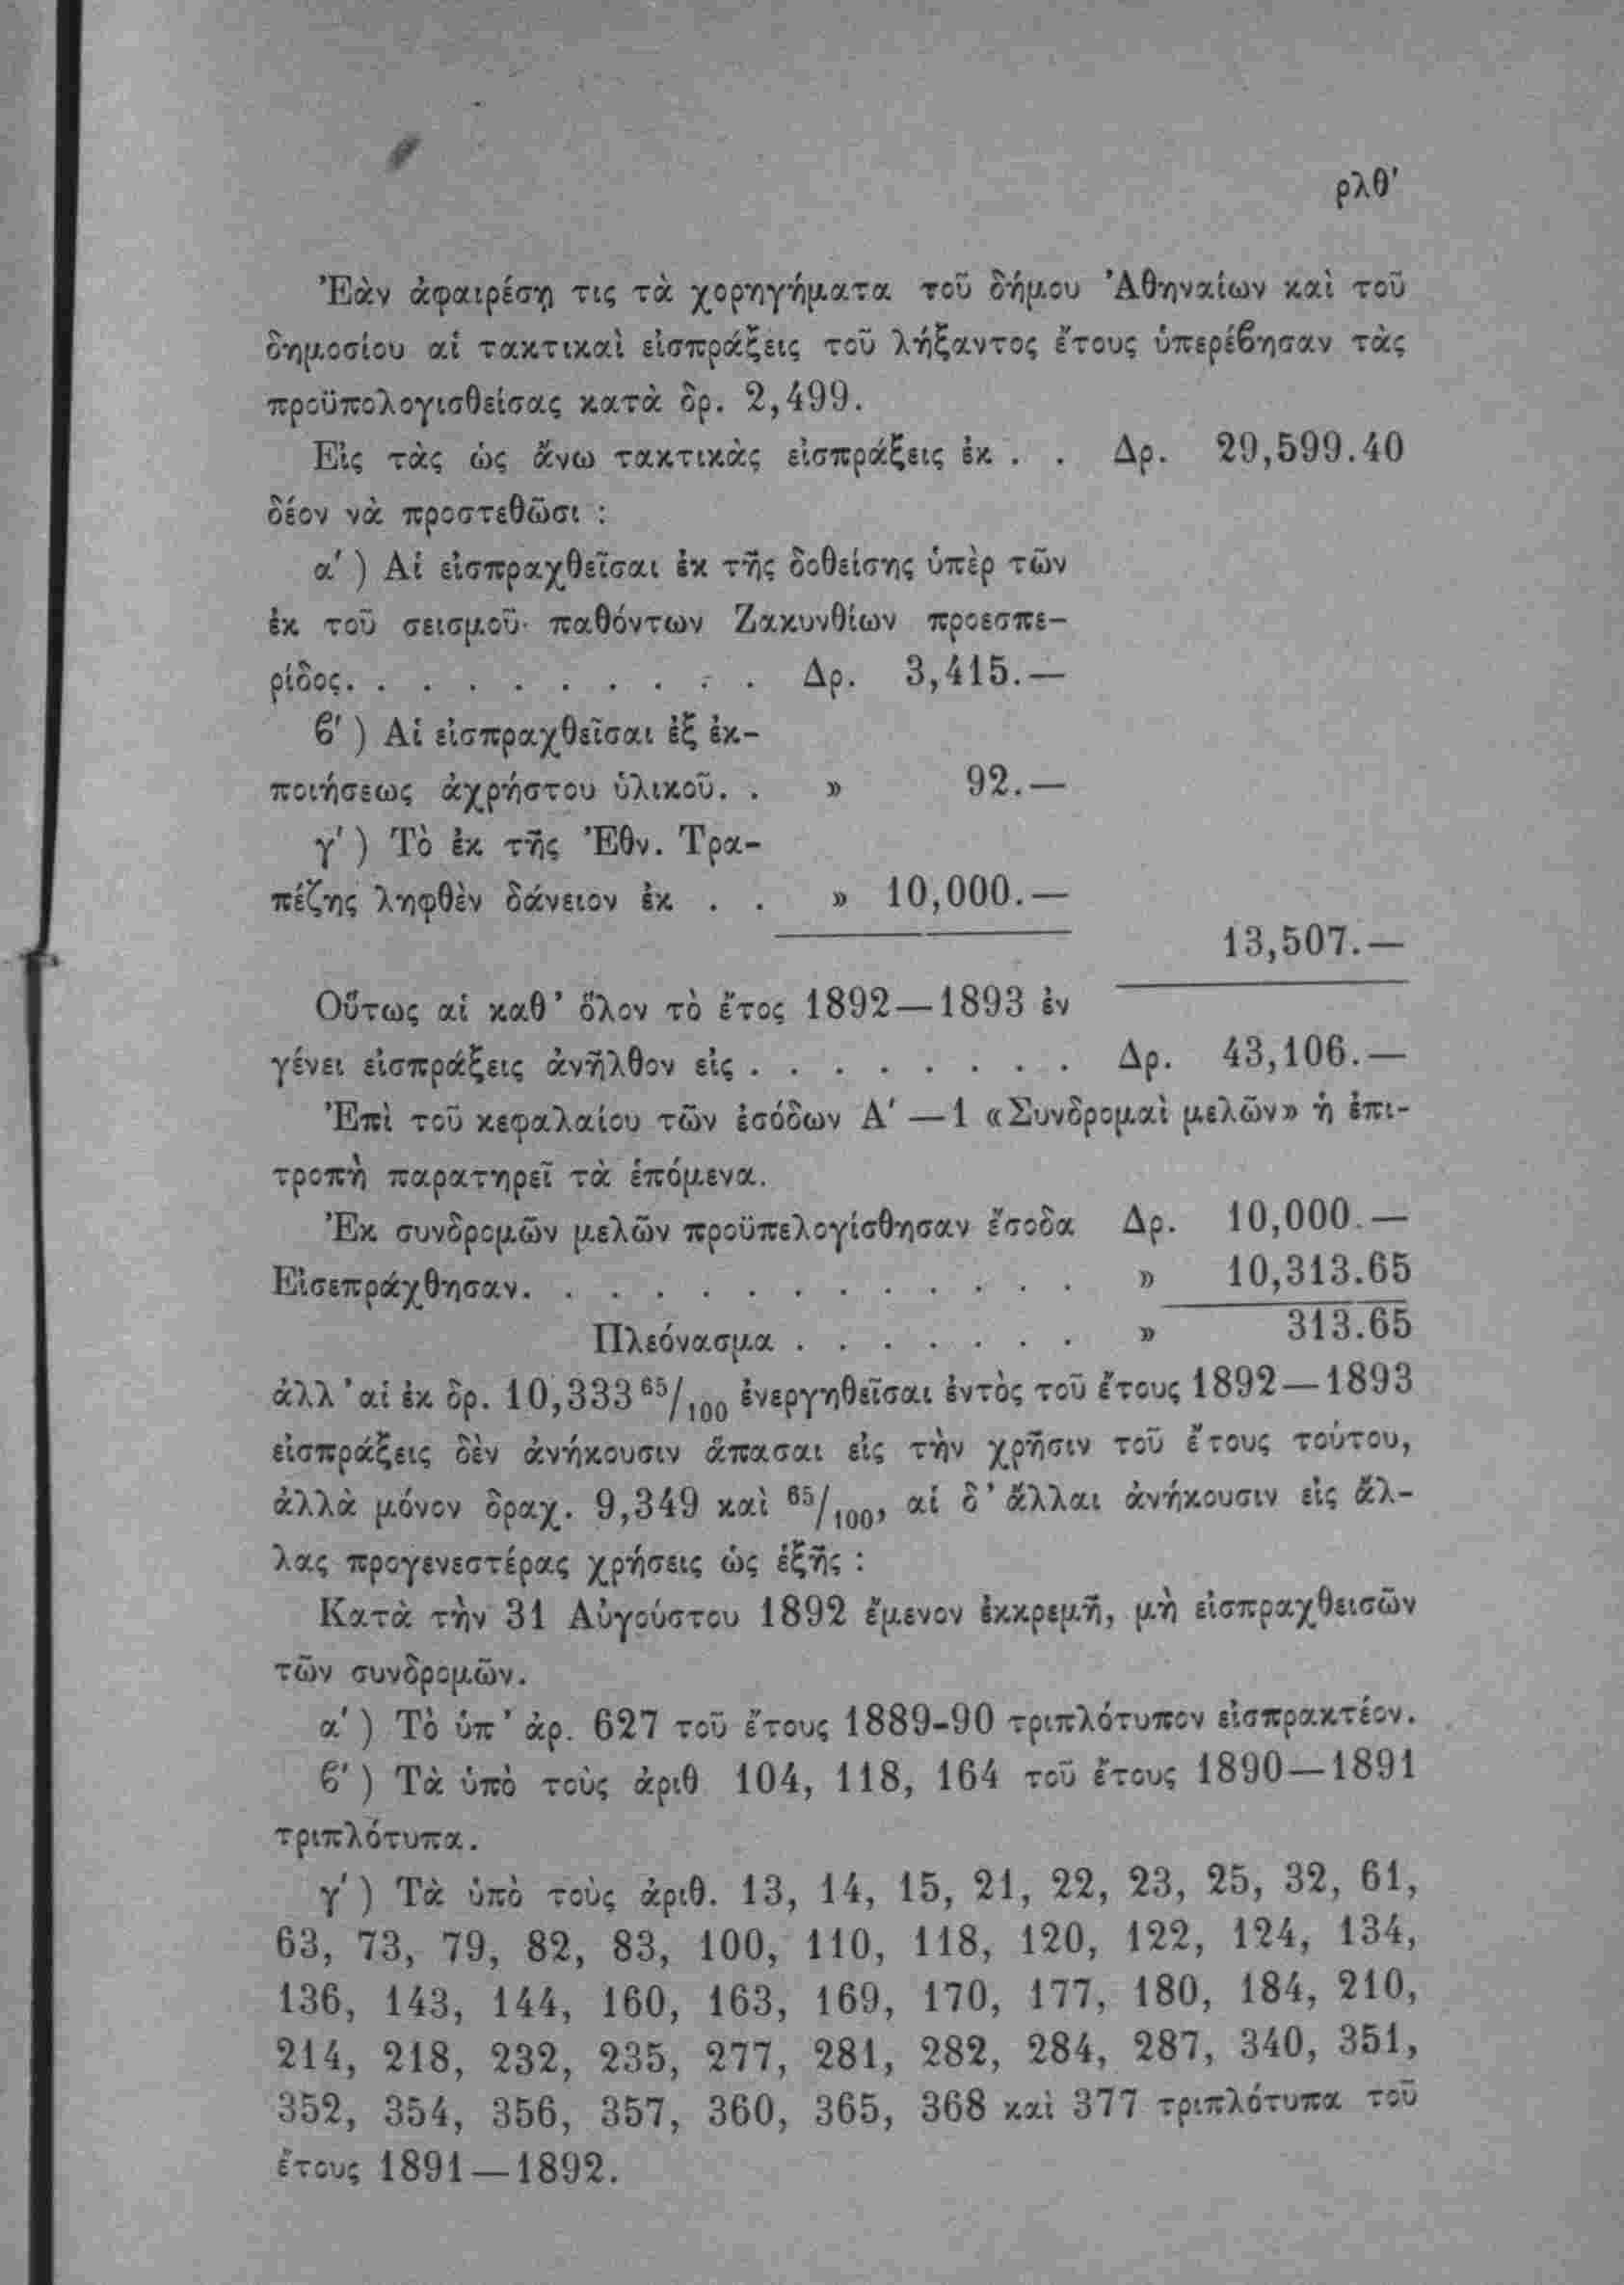 ρλθ'
Ἐὰν ἀφαιρέσῃ τις τὰ χορηγήματα τοῦ δήμου Ἀθηναίων καὶ τοῦ
δημοσίου αἱ τακτικαὶ εἰσπράξεις τοῦ λήξαντος ἔτους ὑπερέβησαν τὰς
προϋπολογισθείσας κατὰ δρ. 2,499.
Εἰς τὰς ὡς ἄνω τακτικὰς εἰσπράξεις ἐκ . . Δρ. 29,599.40
δέον νὰ προστεθῶσι :
α' ) Αἱ εἰσπραχθεῖσαι ἐκ τῆς δοθείσης ὑπὲρ τῶν
ἐκ τοῦ σεισμοῦ παθόντων Ζακυνθίων προεσπε-
ρίδος. . . . . . . . . . Δρ. 3,415.—
ϐ' ) Αἱ εἰσπραχθεῖσαι ἐξ ἐκ-
ποιήσεως ἀχρήστου ὑλικοῦ. . » 92.—
γ' ) Τὸ ἐκ τῆς Ἐθν. Τρα-
πέζης ληφθὲν δάνειον ἐκ . . » 10,000.—
13,507.—
Οὕτως αἱ καθ' ὅλον τὸ ἔτος 1892—1893 ἐν
γένει εἰσπράξεις ἀνῆλθον εἰς . . . . . . . . Δρ. 43,106.—
Ἐπὶ τοῦ κεφαλαίου τῶν ἐσόδων Α' —1 «Συνδρομαὶ μελῶν» ἡ ἐπι-
τροπὴ παρατηρεῖ τὰ ἑπόμενα.
Ἐκ συνδρομῶν μελῶν προϋπελογίσθησαν ἔσοδα Δρ. 10,000.—
Εἰσεπράχθησαν. . . . . . . . . . . . . » 10,313.65
Πλεόνασμα . . . . . . . » 313.65
ἀλλ' αἱ ἐκ δρ. 10,333 65/100 ἐνεργηθεῖσαι ἐντὸς τοῦ ἔτους 1892—1893
εἰσπράξεις δὲν ἀνήκουσιν ἅπασαι εἰς τὴν χρῆσιν τοῦ ἔτους τούτου,
ἀλλὰ μόνον δραχ. 9,349 καὶ 65/100, αἱ δ' ἄλλαι ἀνήκουσιν εἰς ἄλ-
λας προγενεστέρας χρήσεις ὡς ἑξῆς :
Κατὰ τὴν 31 Αὐγούστου 1892 ἔμενον ἐκκρεμῆ, μὴ εἰσπραχθεισῶν
τῶν συνδρομῶν.
α' ) Τὸ ὑπ' ἀρ. 627 τοῦ ἔτους 1889-90 τριπλότυπον εἰσπρακτέον.
ϐ' ) Τὰ ὑπὸ τοὺς ἀριθ 104, 118, 164 τοῦ ἔτους 1890—1891
τριπλότυπα.
γ' ) Τὰ ὑπὸ τοὺς ἀριθ. 13, 14, 15, 21, 22, 23, 25, 32, 61,
63, 73, 79, 82, 83, 100, 110, 118, 120, 122, 124, 134,
136, 143, 144, 160, 163, 169, 170, 177, 180, 184, 210,
214, 218, 232, 235, 277, 281, 282, 284, 287, 340, 351,
352, 354, 356, 357, 360, 365, 368 καὶ 377 τριπλότυπα τοῦ
ἔτους 1891—1892.